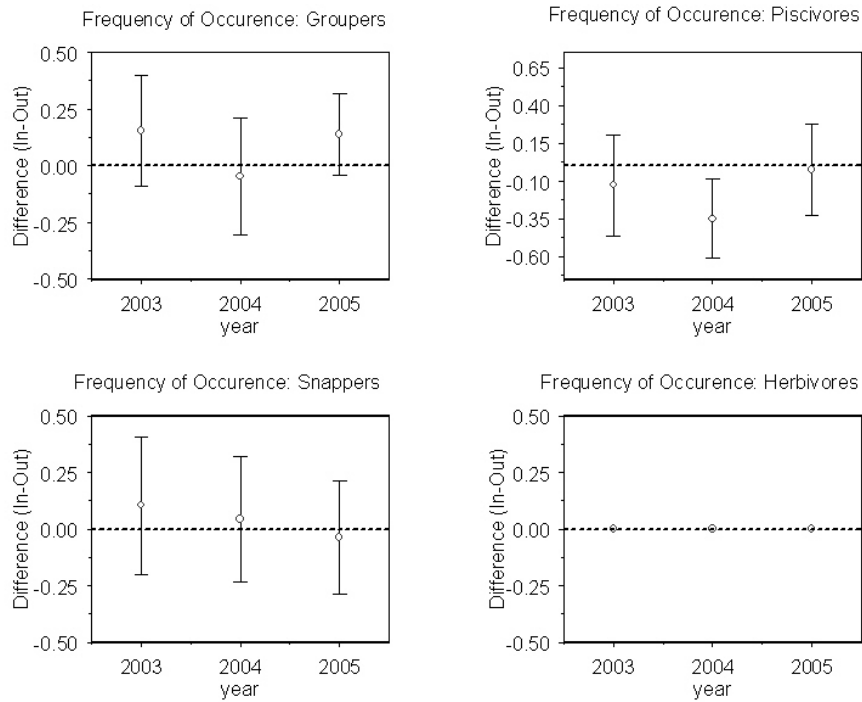 Frequency of Occurence: Groupers
Difference (In-Out)
0.50
0.25
0.00
-0.25
-0.50
2003 2004 2005
year
Frequency of Occurence: Piscivores
Difference (In-Out)
0.65
0.40
0.15
-0.10
-0.35
-0.60
2003 2004 2005
year
Frequency of Occurence: Snappers
Difference (In-Out)
0.50
0.25
0.00
-0.25
-0.50
2003 2004 2005
year
Frequency of Occurence: Herbivores
Difference (In-Out)
0.50
0.25
0.00
-0.25
-0.50
2003 2004 2005
year